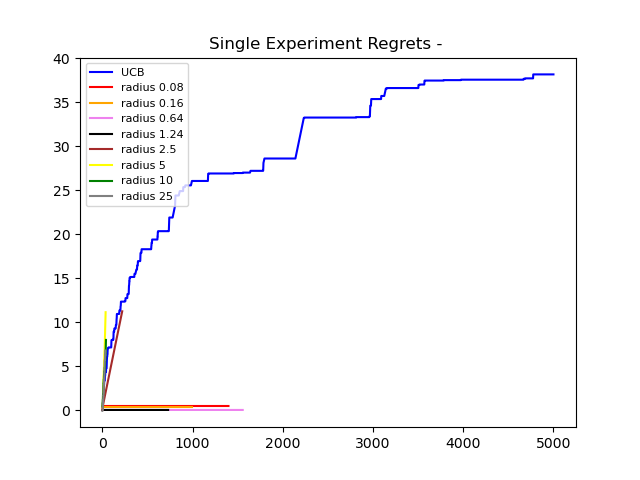 Single Experiment Regrets -
40
35
30
25
20
15
10
5
0
UCB
radius 0.08
radius 0.16
radius 0.64
radius 1.24
radius 2.5
radius 5
radius 10
radius 25
0 1000 2000 3000 4000 5000